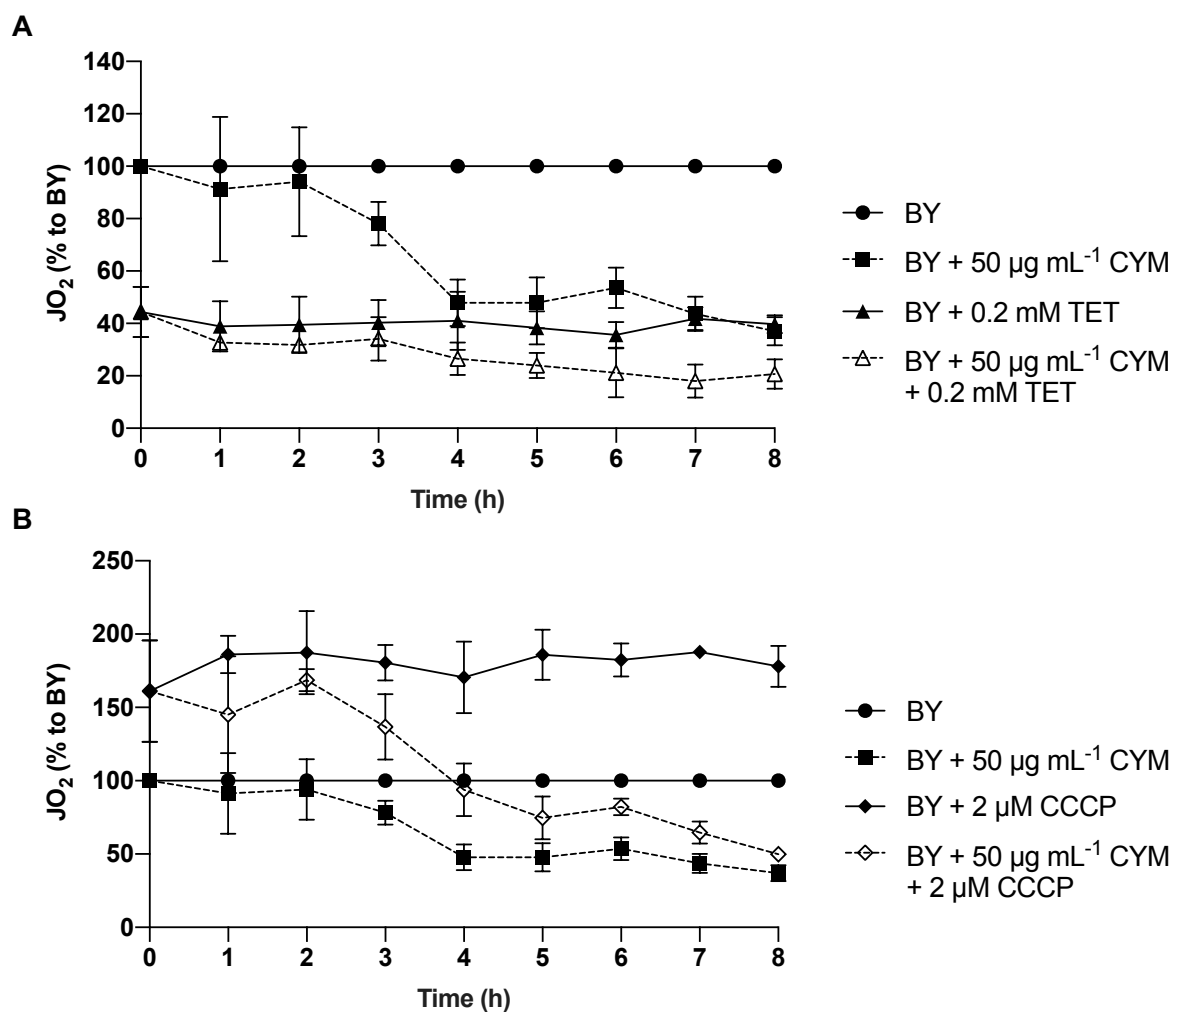 A
140
120
100
80
60
40
20
0
JO2 (% to BY)
0 1 2 3 4 5 6 7 8
Time (h)
BY
BY + 50 µg mL-1 CYM
BY + 0.2 mM TET
BY + 50 µg mL-1 CYM
+ 0.2 mM TET
B
250
200
150
100
50
0
JO2 (% to BY)
0 1 2 3 4 5 6 7 8
Time (h)
BY
BY + 50 µg mL-1 CYM
BY + 2 µM CCCP
BY + 50 µg mL-1 CYM
+ 2 µM CCCP